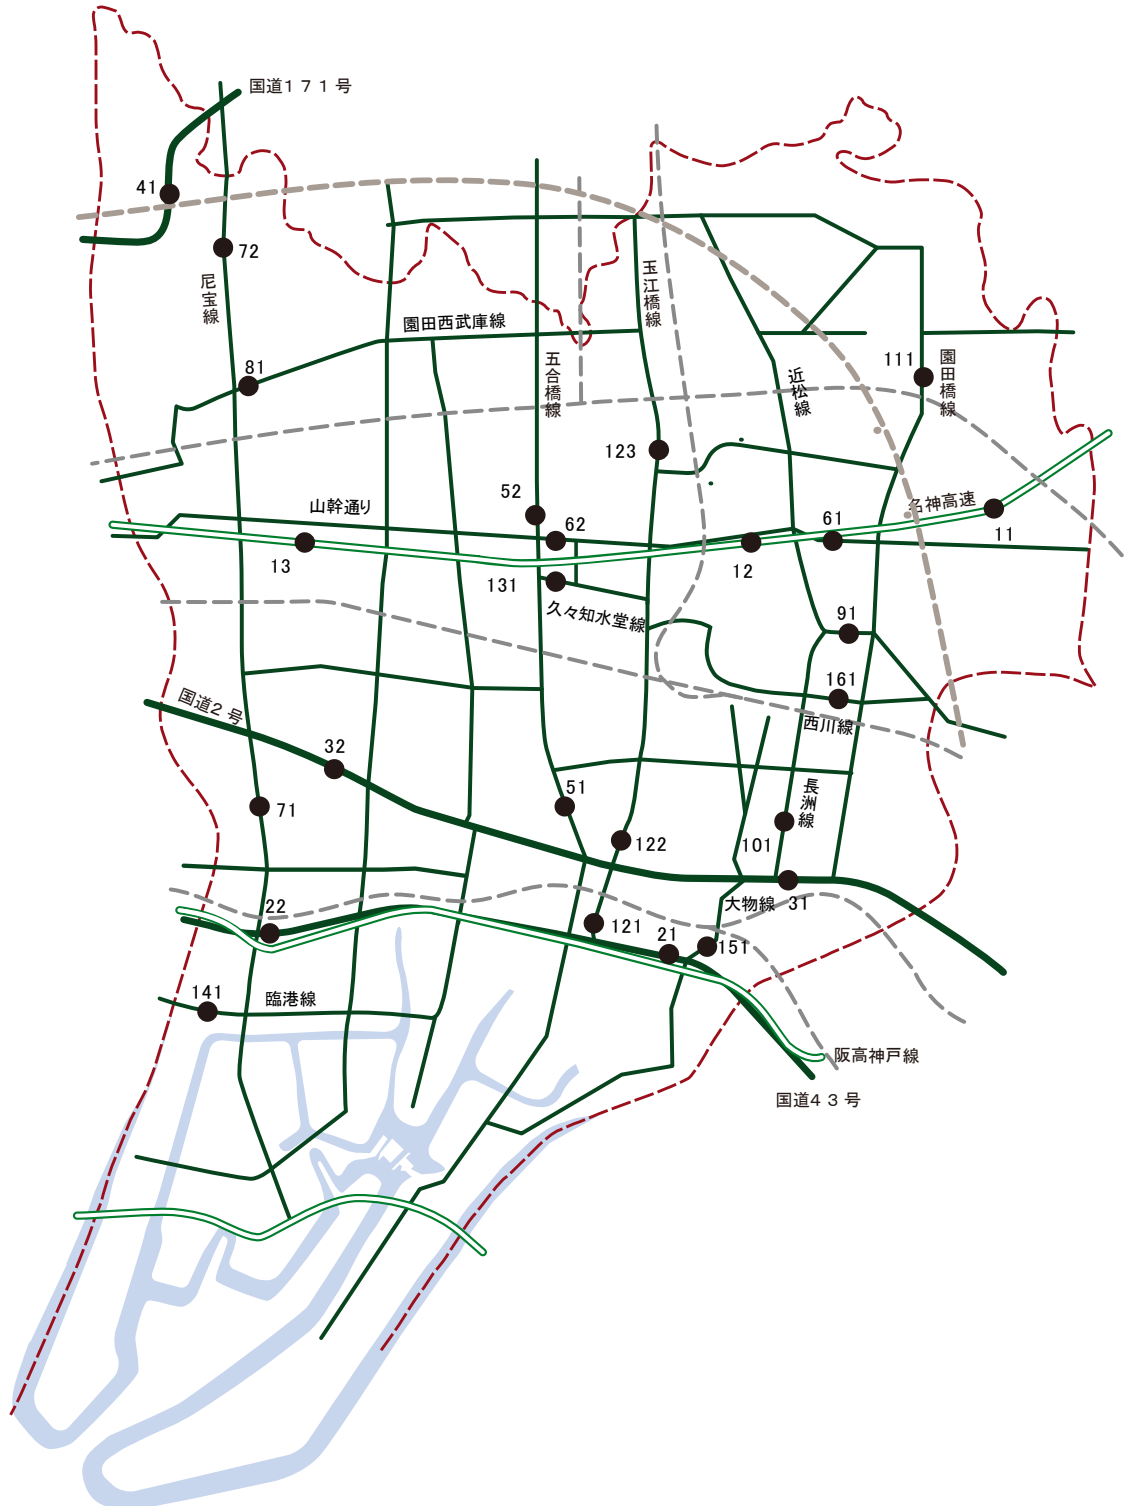 国道１７１号
41
72
尼宝線
玉江橋線
園田西武庫線
81
五合橋線
近松線
111
園田橋線
123
52
山幹通り
62
61
名神高速
11
13
12
131
久々知水堂線
91
161
西川線
国道２号
32
71
51
長洲線
122
101
大物線
31
22
121
21
151
141
臨港線
阪高神戸線
国道４３号